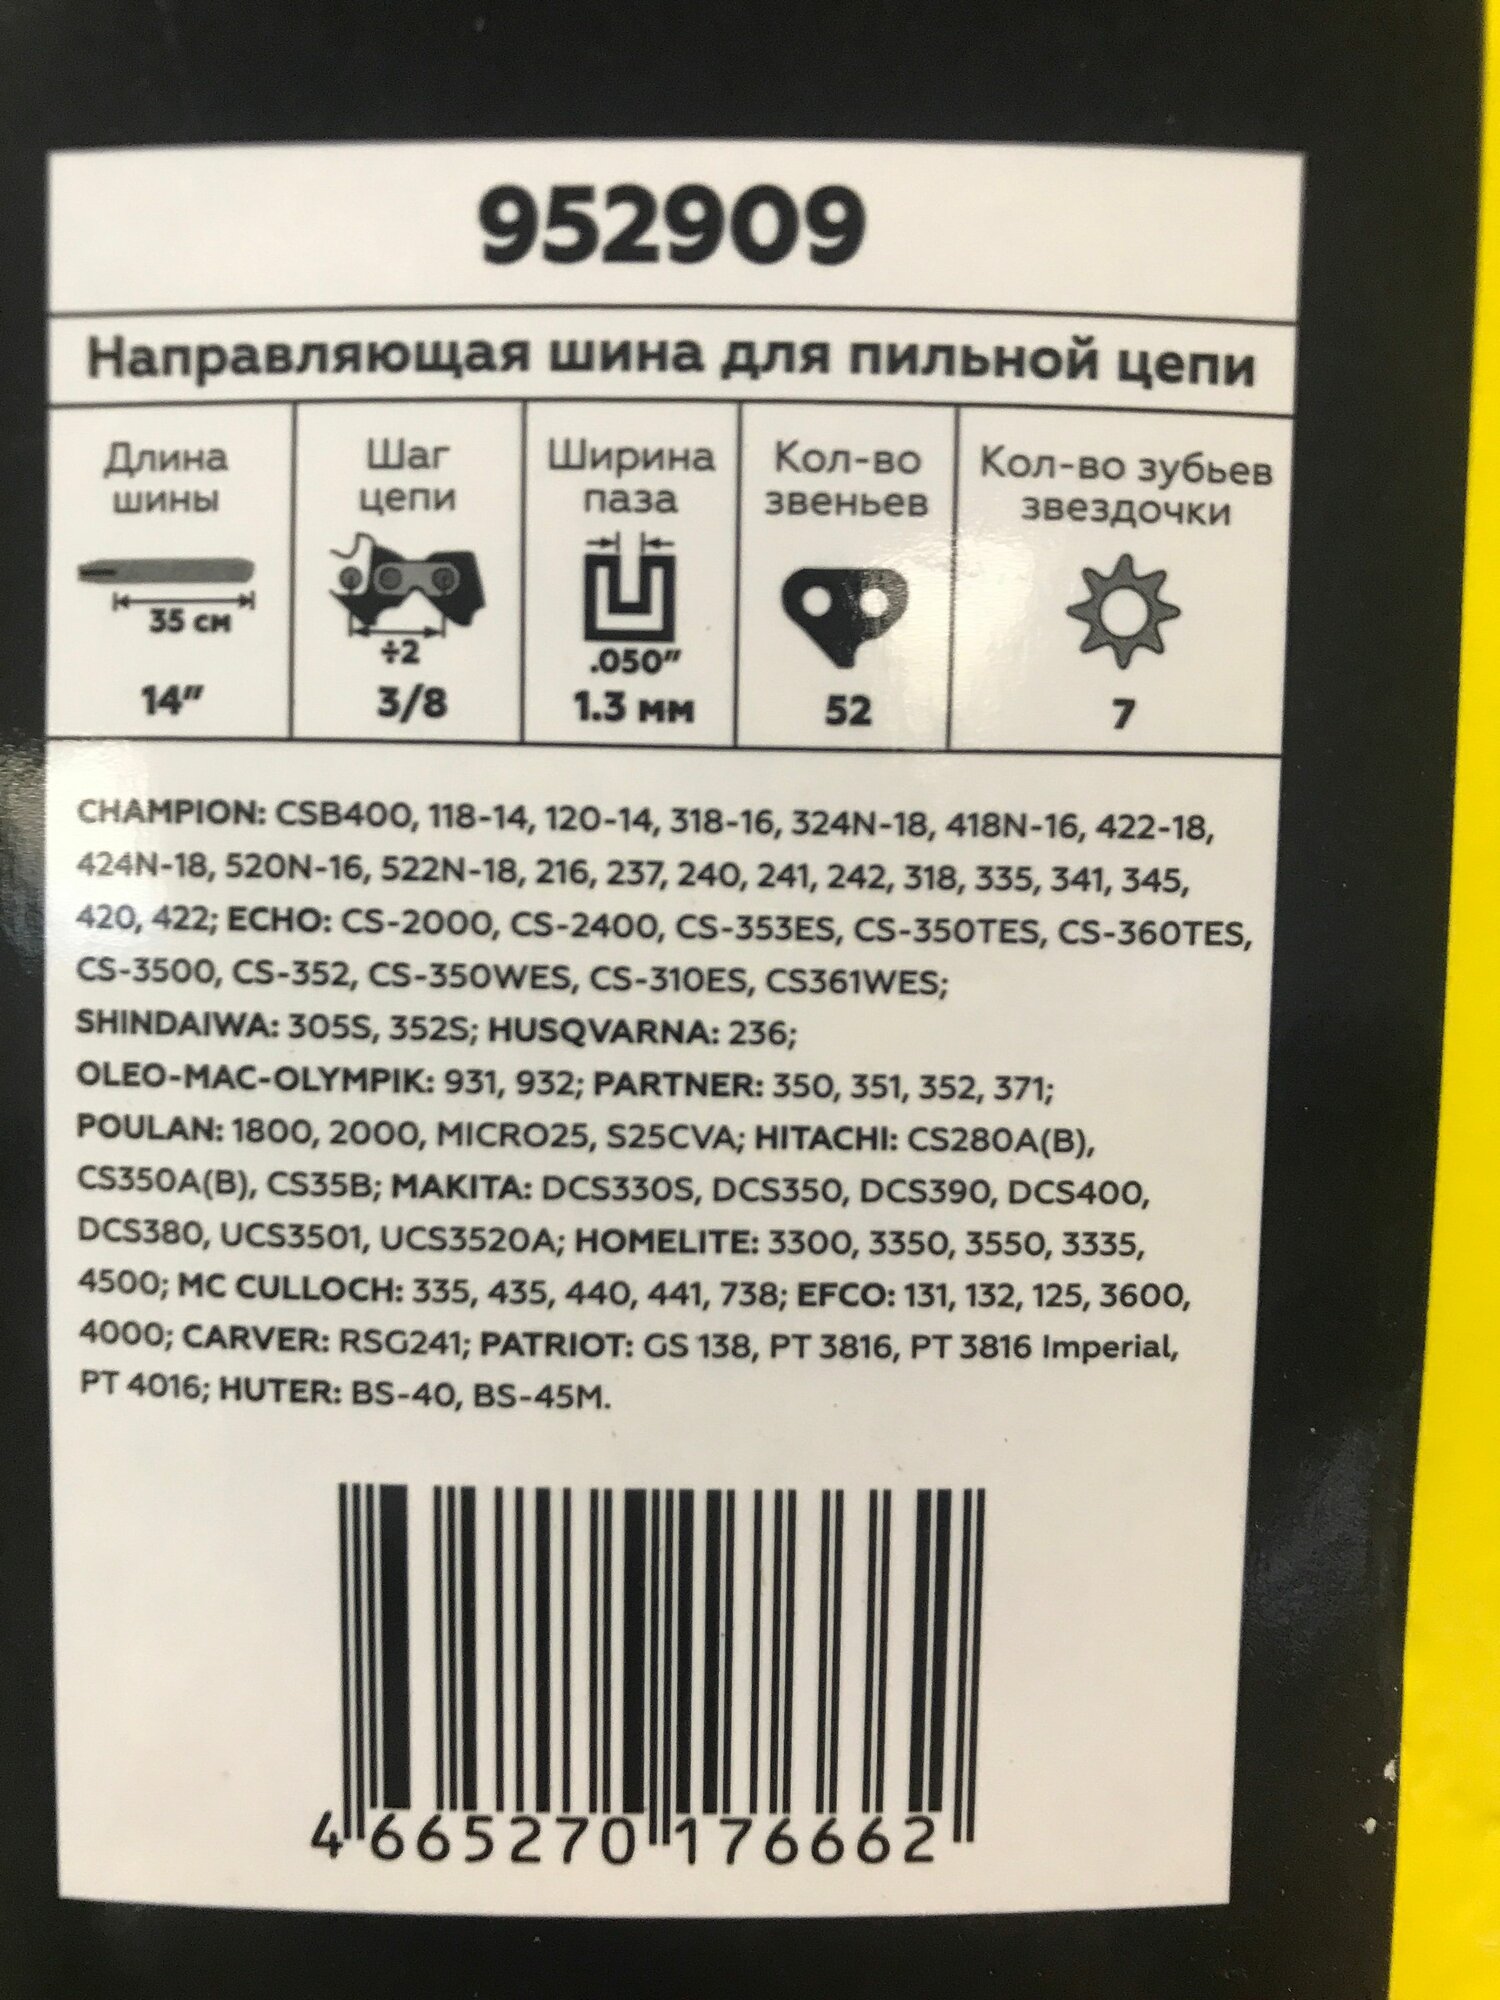 952909
Направляющая шина для пильной цепи
Длина
шины
35 см
14"
Шаг
цепи
÷2
3/8
Ширина
паза
.050"
1.3 мм
Кол-во
звеньев
52
Кол-во зубьев
звездочки
7
CHAMPION: CSB400, 118-14, 120-14, 318-16, 324N-18, 418N-16, 422-18,
424N-18, 520N-16, 522N-18, 216, 237, 240, 241, 242, 318, 335, 341, 345,
420, 422; ECHO: CS-2000, CS-2400, CS-353ES, CS-350TES, CS-360TES,
CS-3500, CS-352, CS-350WES, CS-310ES, CS361WES;
SHINDAIWA: 305S, 352S; HUSQVARNA: 236;
OLEO-MAC-OLYMPIK: 931, 932; PARTNER: 350, 351, 352, 371;
POULAN: 1800, 2000, MICRO25, S25CVA; HITACHI: CS280A(B),
CS350A(B), CS35B; MAKITA: DCS330S, DCS350, DCS390, DCS400,
DCS380, UCS3501, UCS3520A; HOMELITE: 3300, 3350, 3550, 3335,
4500; MC CULLOCH: 335, 435, 440, 441, 738; EFCO: 131, 132, 125, 3600,
4000; CARVER: RSG241; PATRIOT: GS 138, PT 3816, PT 3816 Imperial,
PT 4016; HUTER: BS-40, BS-45M.
4 665270 176662